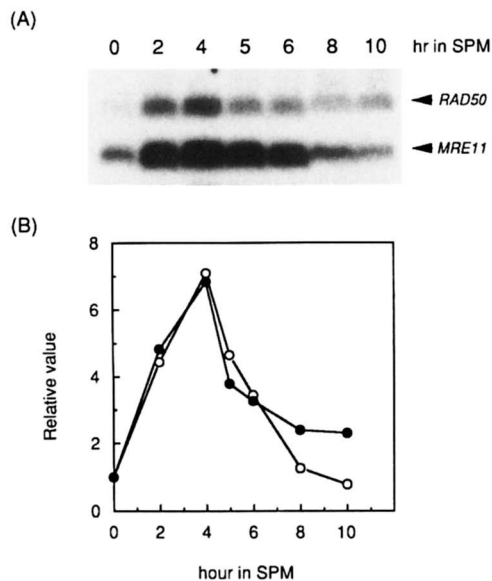 (A)
0 2 4 5 6 8 10 hr in SPM
RAD50
MRE11
(B)
8
6
4
2
0
Relative value
0 2 4 6 8 10
hour in SPM